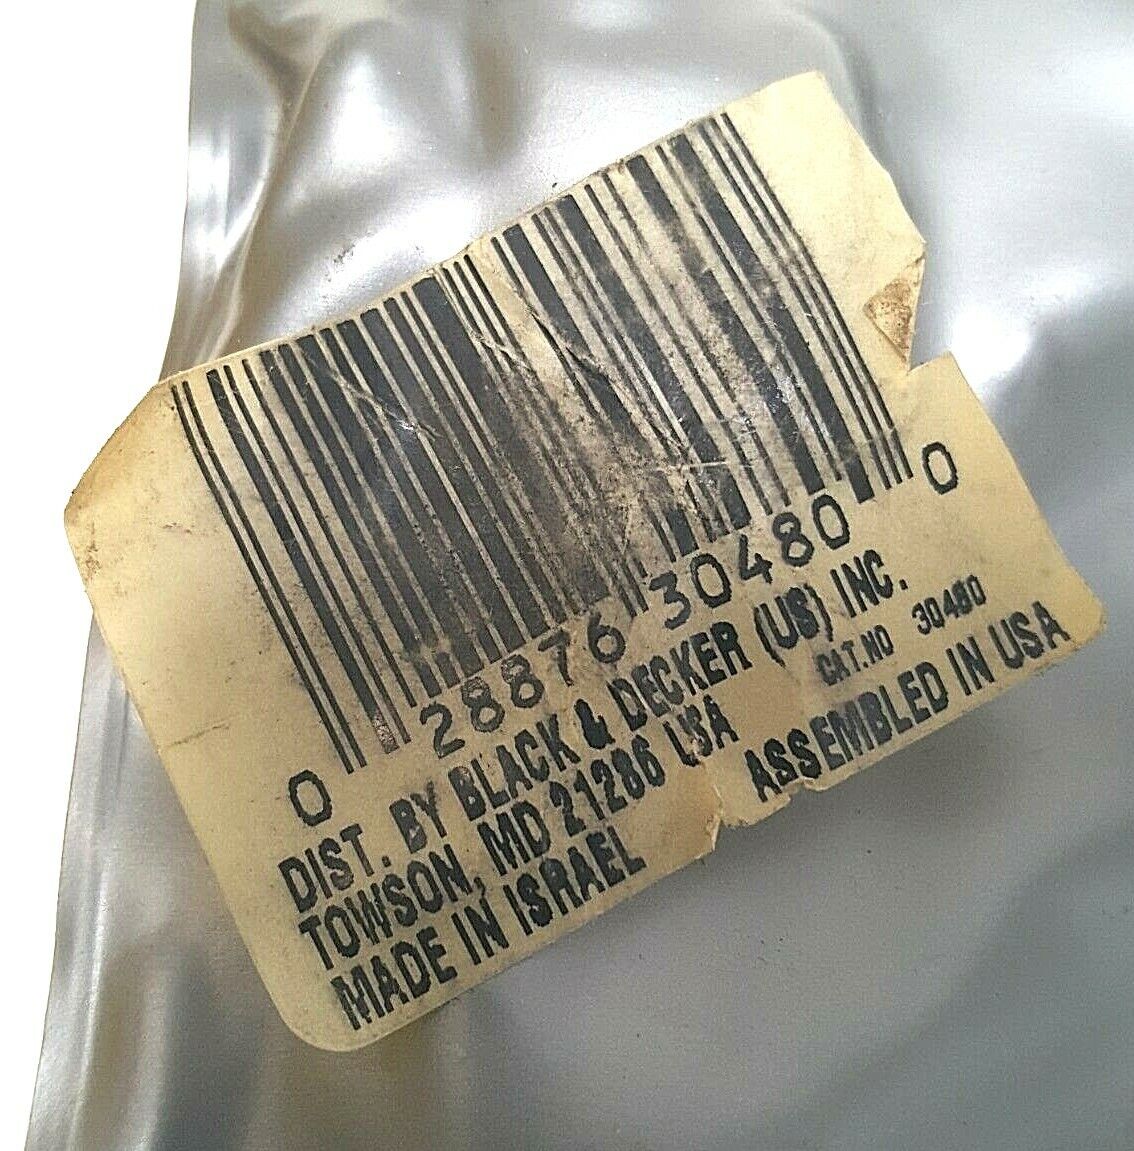 0 28876 30480 0
DIST. BY BLACK & DECKER (US) INC.
TOWSON, MD 21286 USA CAT.NO 30480
MADE IN ISRAEL ASSEMBLED IN USA